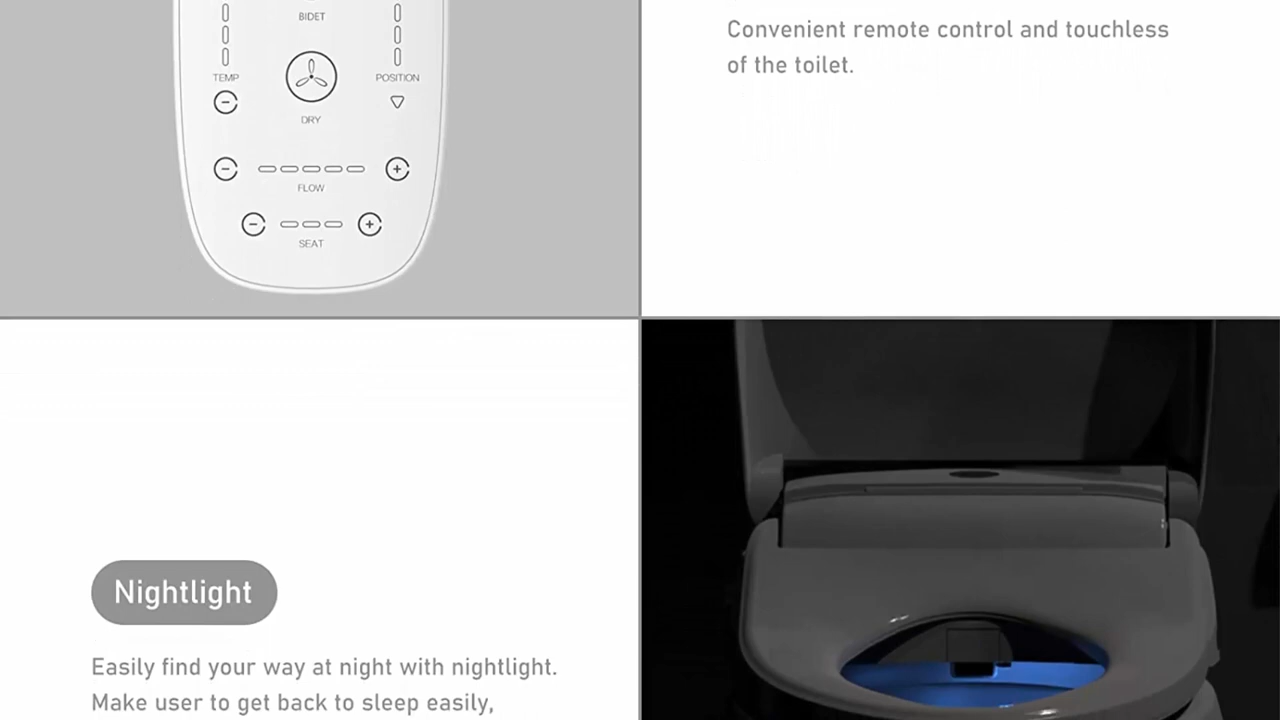 BIDET
TEMP
POSITION
DRY
FLOW
SEAT
Convenient remote control and touchless
of the toilet.
Nightlight
Easily find your way at night with nightlight.
Make user to get back to sleep easily,